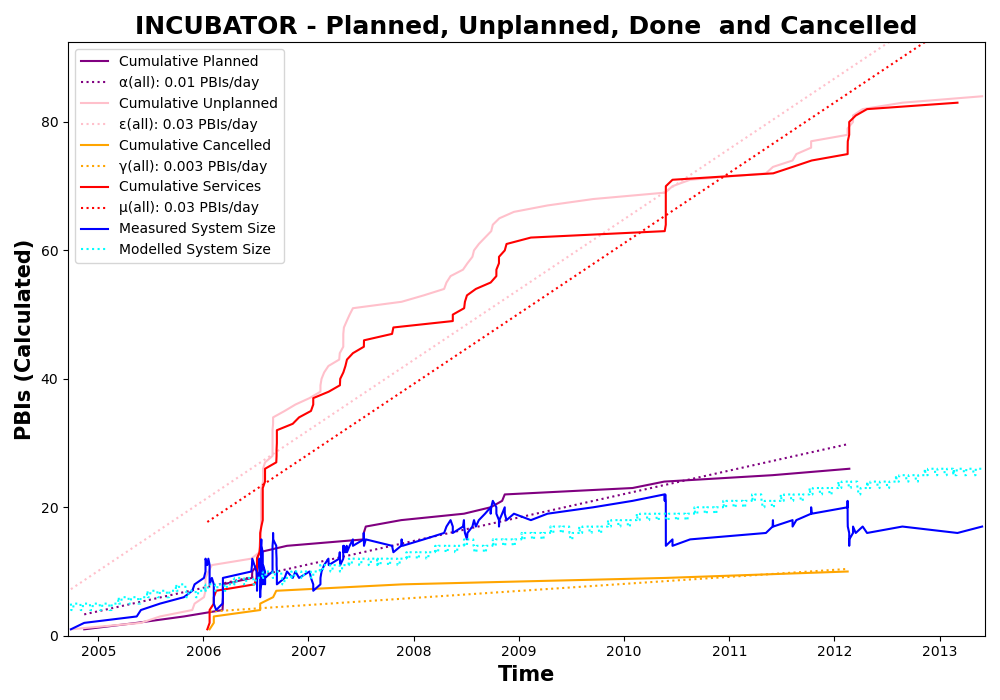 INCUBATOR - Planned, Unplanned, Done  and Cancelled
Cumulative Planned
α(all): 0.01 PBIs/day
Cumulative Unplanned
ε(all): 0.03 PBIs/day
Cumulative Cancelled
γ(all): 0.003 PBIs/day
Cumulative Services
μ(all): 0.03 PBIs/day
Measured System Size
Modelled System Size
PBIs (Calculated)
80
60
40
20
0
2005 2006 2007 2008 2009 2010 2011 2012 2013
Time